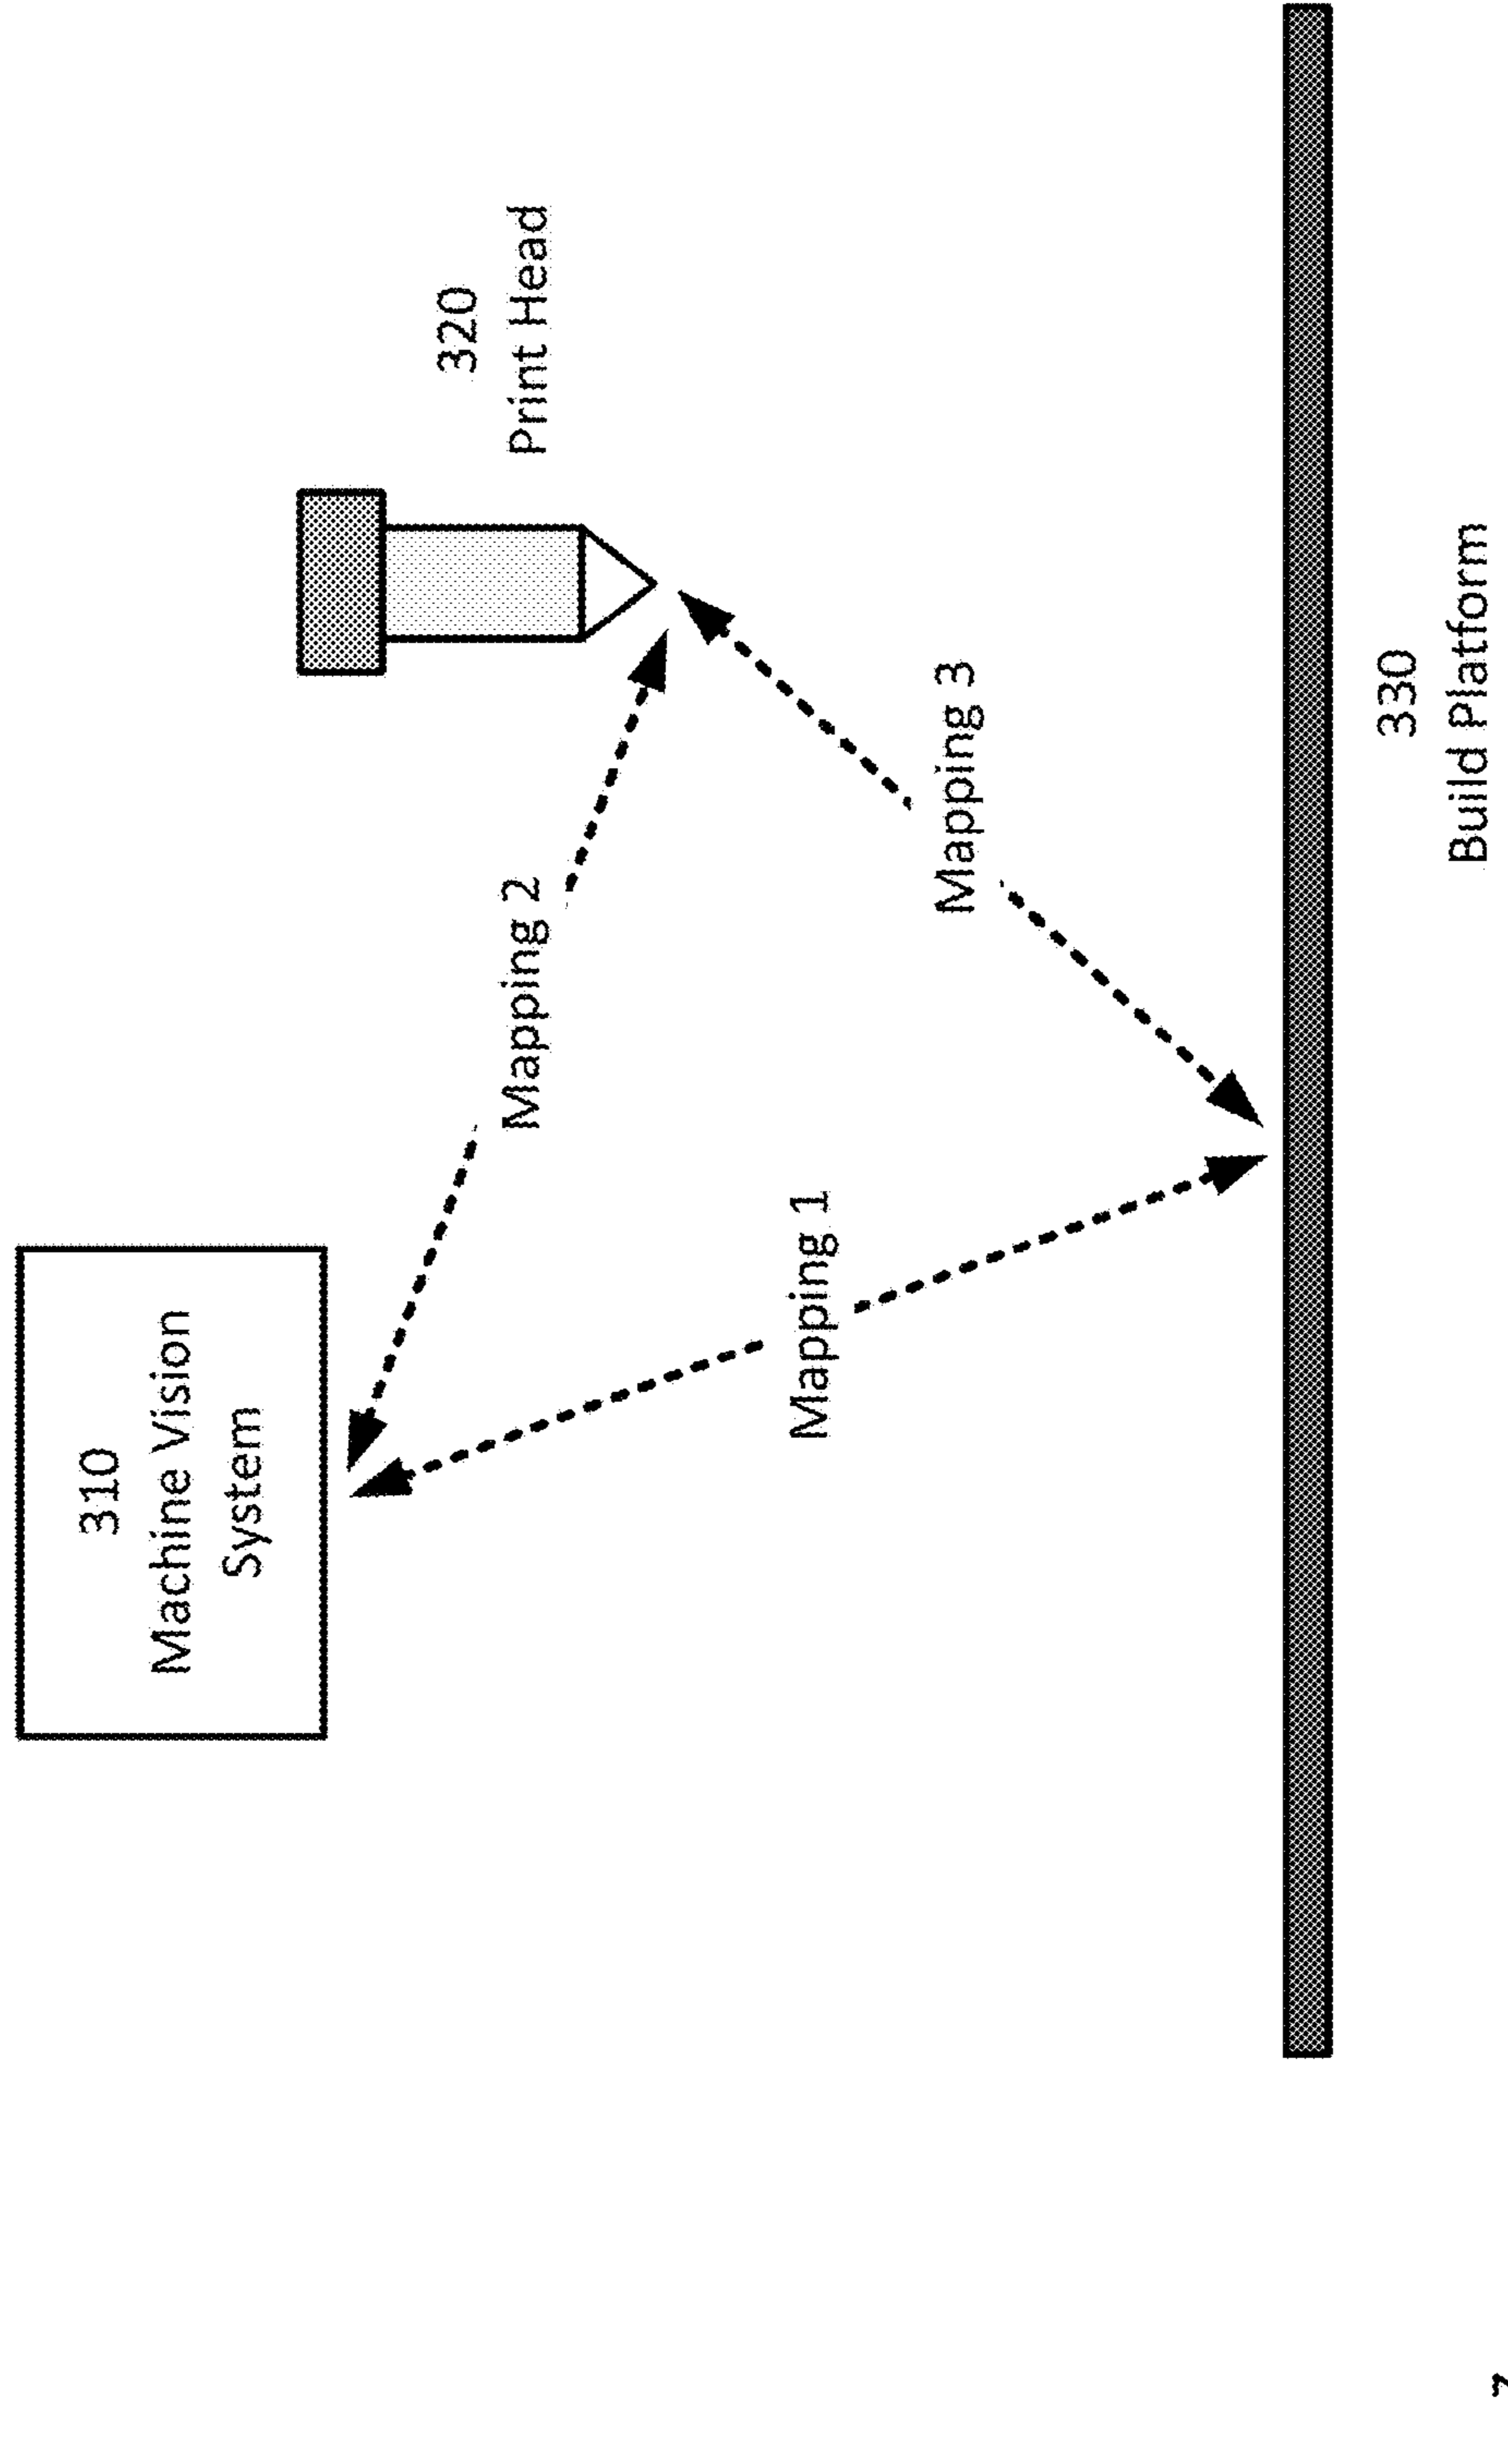 310
Machine Vision
System
320
Print Head
Mapping 2
Mapping 1
Mapping 3
330
Build Platform